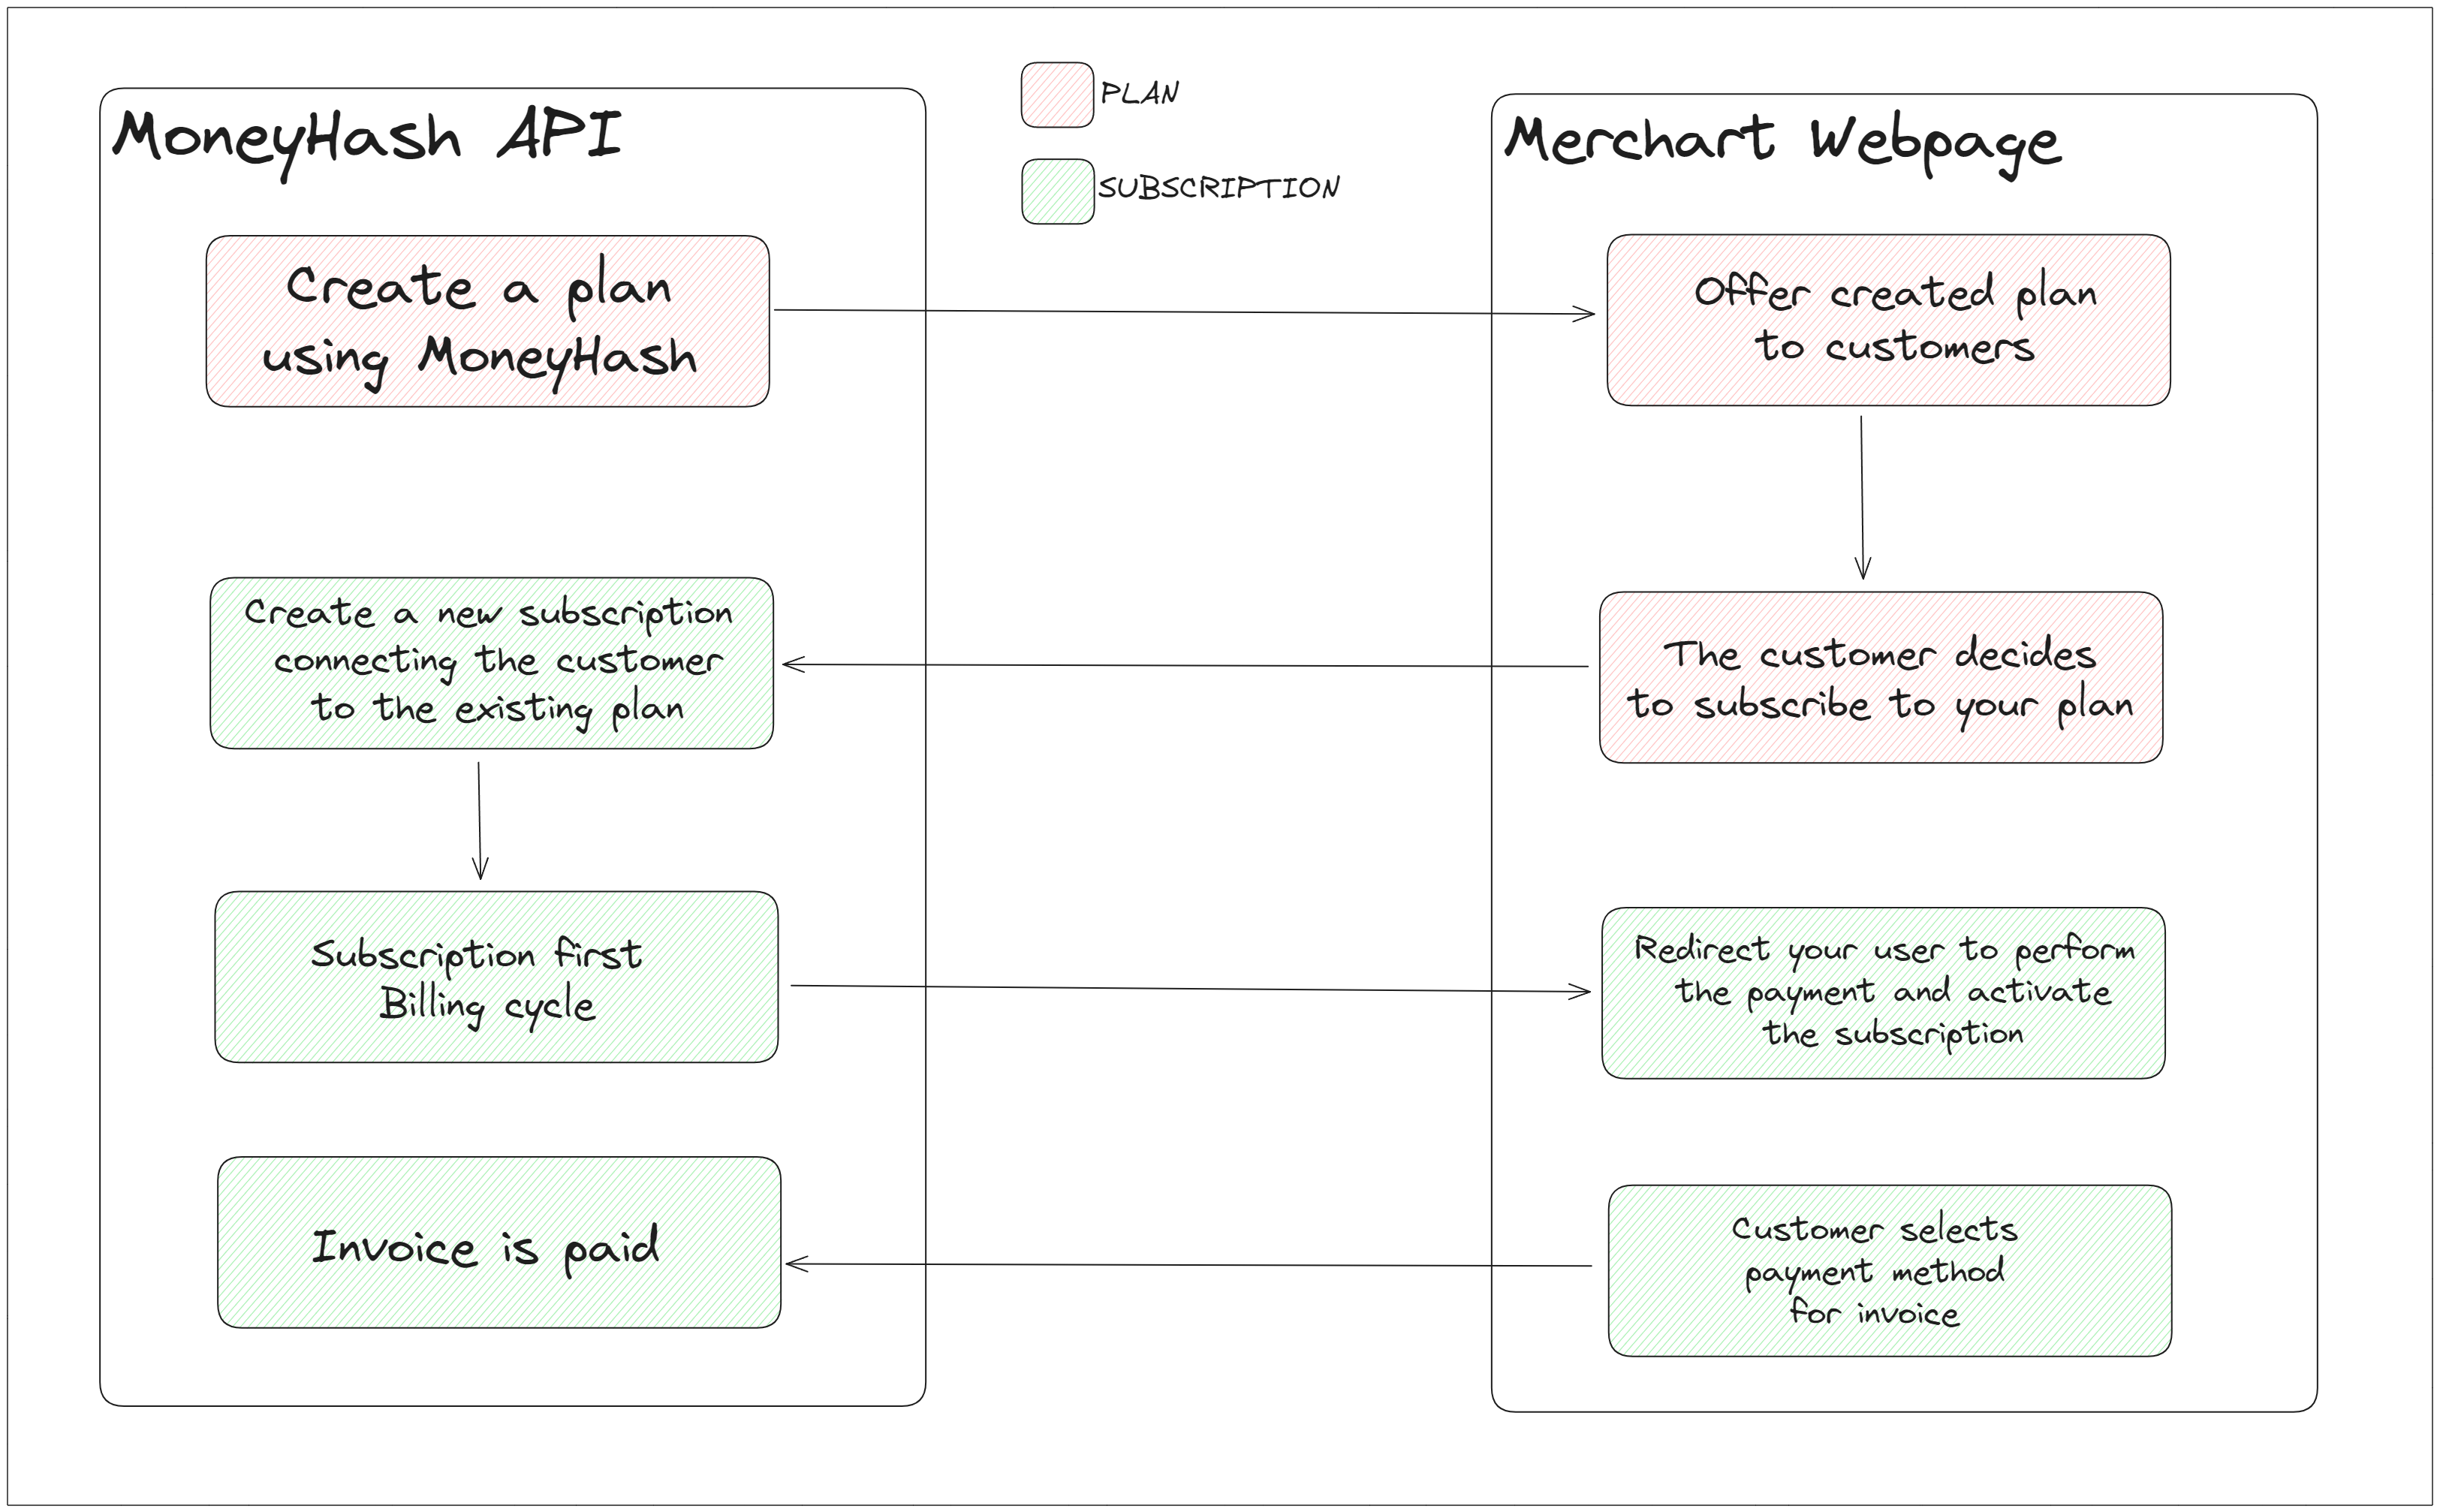 MoneyHash API
PLAN
SUBSCRIPTION
Merchart Webpage
Create a plan
using MoneyHash
Offer created plan
to customers
Create a new subscription
connecting the customer
to the existing plan
The customer decides
to subscribe to your plan
Subscription first
Billing cycle
Redirect your user to perform
the payment and activate
the subscription
Invoice is paid
Customer selects
payment method
for invoice